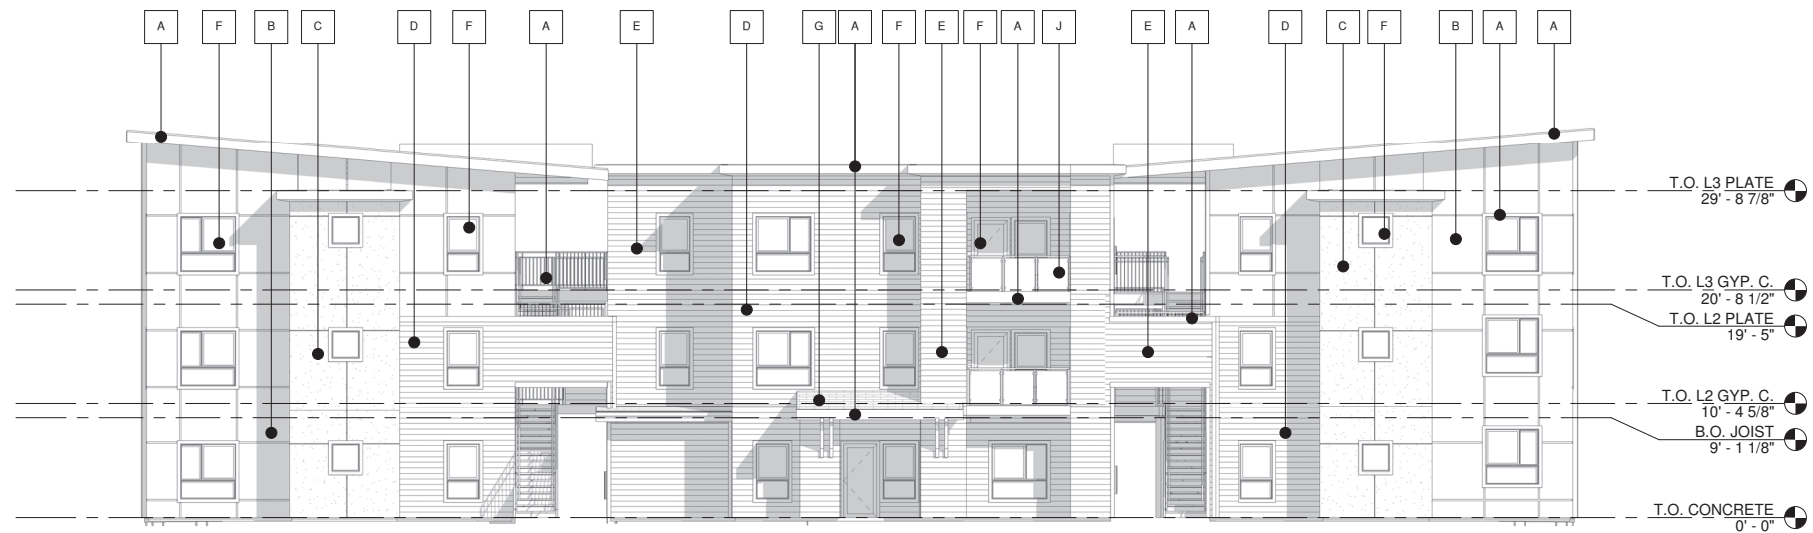 A F B C D F A E D G A F E F A J E A D C F B A A
T.O. L3 PLATE
29' - 8 7/8"
T.O. L3 GYP. C.
20' - 8 1/2"
T.O. L2 PLATE
19' - 5"
T.O. L2 GYP. C.
10' - 4 5/8"
B.O. JOIST
9' - 1 1/8"
T.O. CONCRETE
0' - 0"